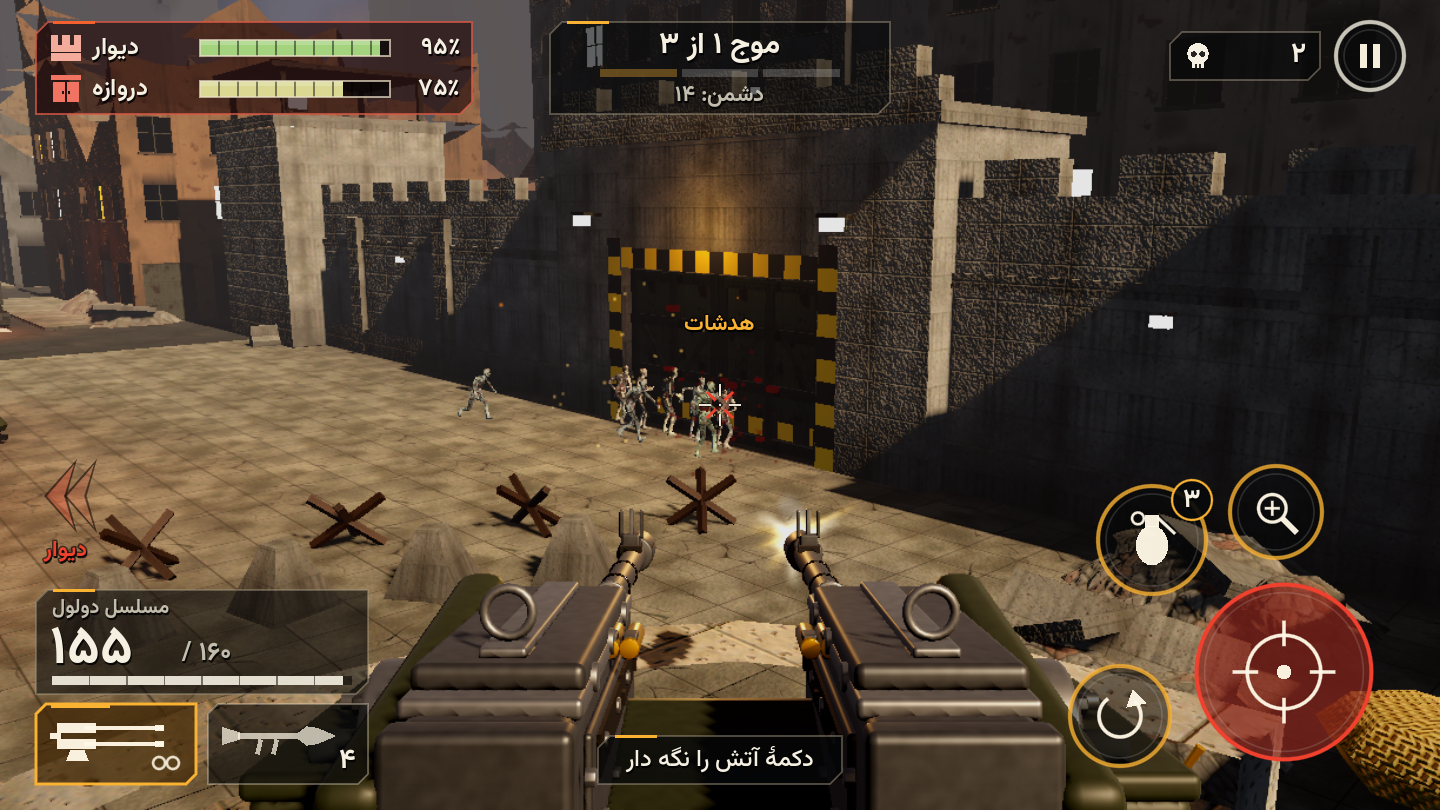 دیوار ۹۵٪
دروازه ۷۵٪
موج ۱ از ۳
دشمن: ۱۴
۲
هدشات
دیوار
مسلسل دولول
۱۵۵ / ۱۶۰
∞
۴
۳
دکمهٔ آتش را نگه دار